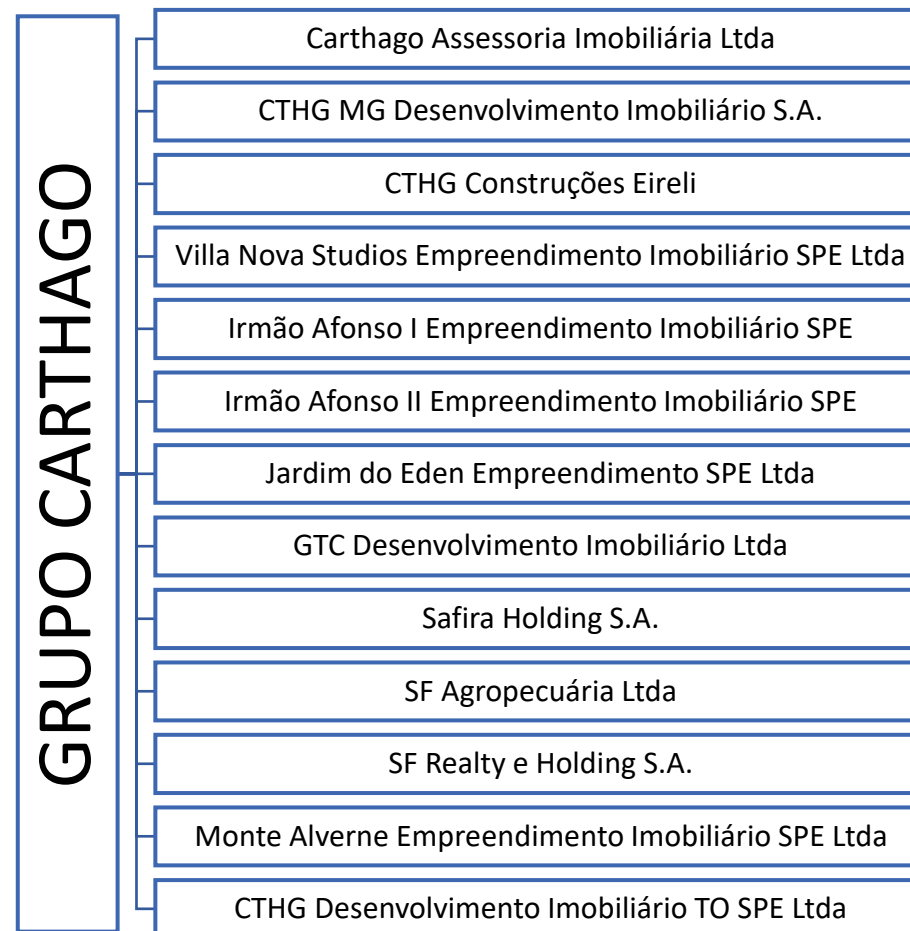 GRUPO CARTHAGO
Carthago Assessoria Imobiliária Ltda
CTHG MG Desenvolvimento Imobiliário S.A.
CTHG Construções Eireli
Villa Nova Studios Empreendimento Imobiliário SPE Ltda
Irmão Afonso I Empreendimento Imobiliário SPE
Irmão Afonso II Empreendimento Imobiliário SPE
Jardim do Eden Empreendimento SPE Ltda
GTC Desenvolvimento Imobiliário Ltda
Safira Holding S.A.
SF Agropecuária Ltda
SF Realty e Holding S.A.
Monte Alverne Empreendimento Imobiliário SPE Ltda
CTHG Desenvolvimento Imobiliário TO SPE Ltda